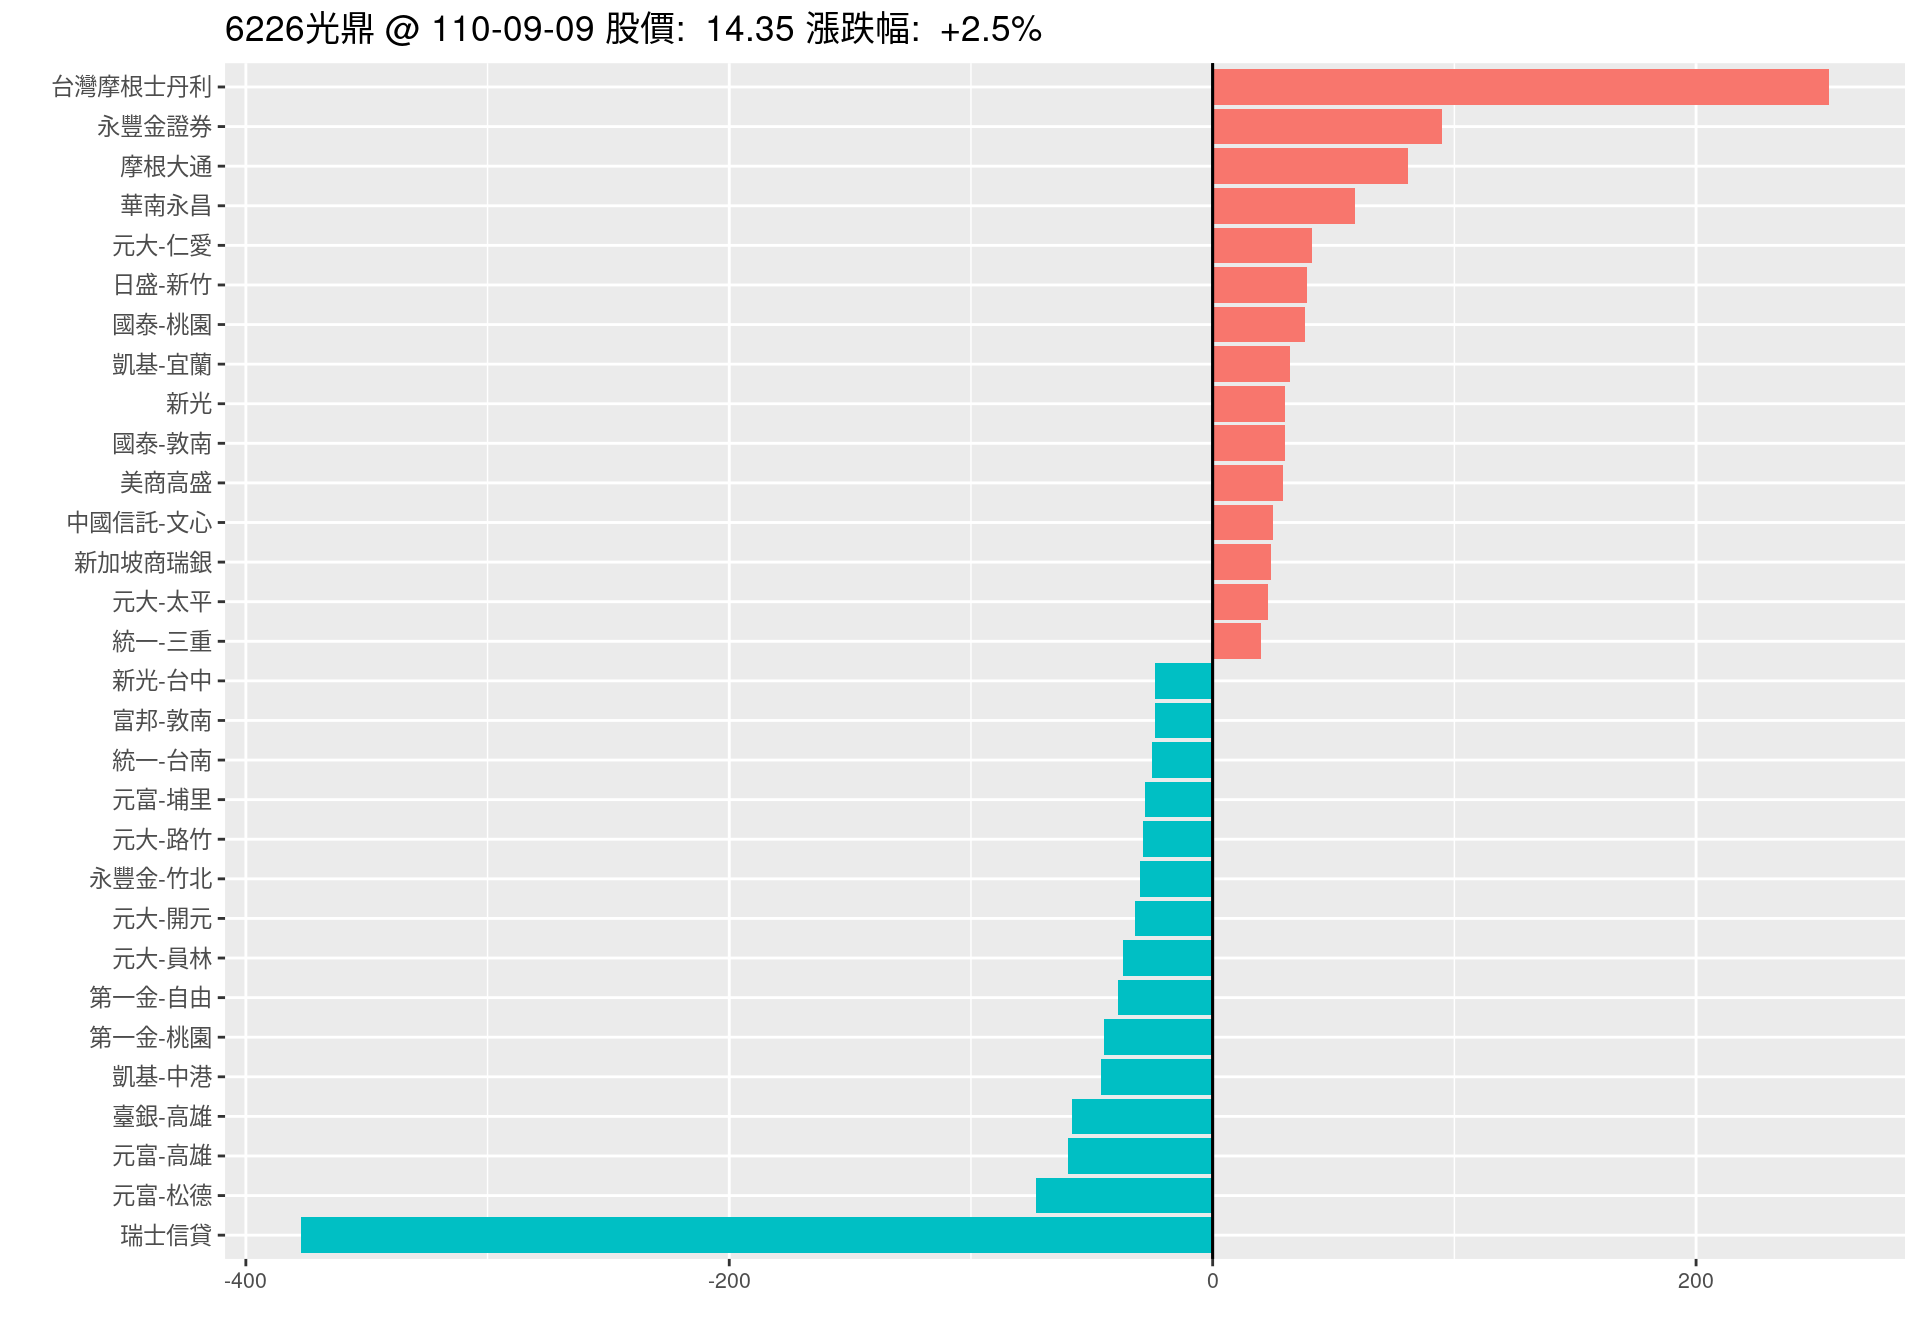 6226光鼎 @ 110-09-09 股價: 14.35 漲跌幅: +2.5%
台灣摩根士丹利
永豐金證券
摩根大通
華南永昌
元大-仁愛
日盛-新竹
國泰-桃園
凱基-宜蘭
新光
國泰-敦南
美商高盛
中國信託-文心
新加坡商瑞銀
元大-太平
統一-三重
新光-台中
富邦-敦南
統一-台南
元富-埔里
元大-路竹
永豐金-竹北
元大-開元
元大-員林
第一金-自由
第一金-桃園
凱基-中港
臺銀-高雄
元富-高雄
元富-松德
瑞士信貸
-400 -200 0 200